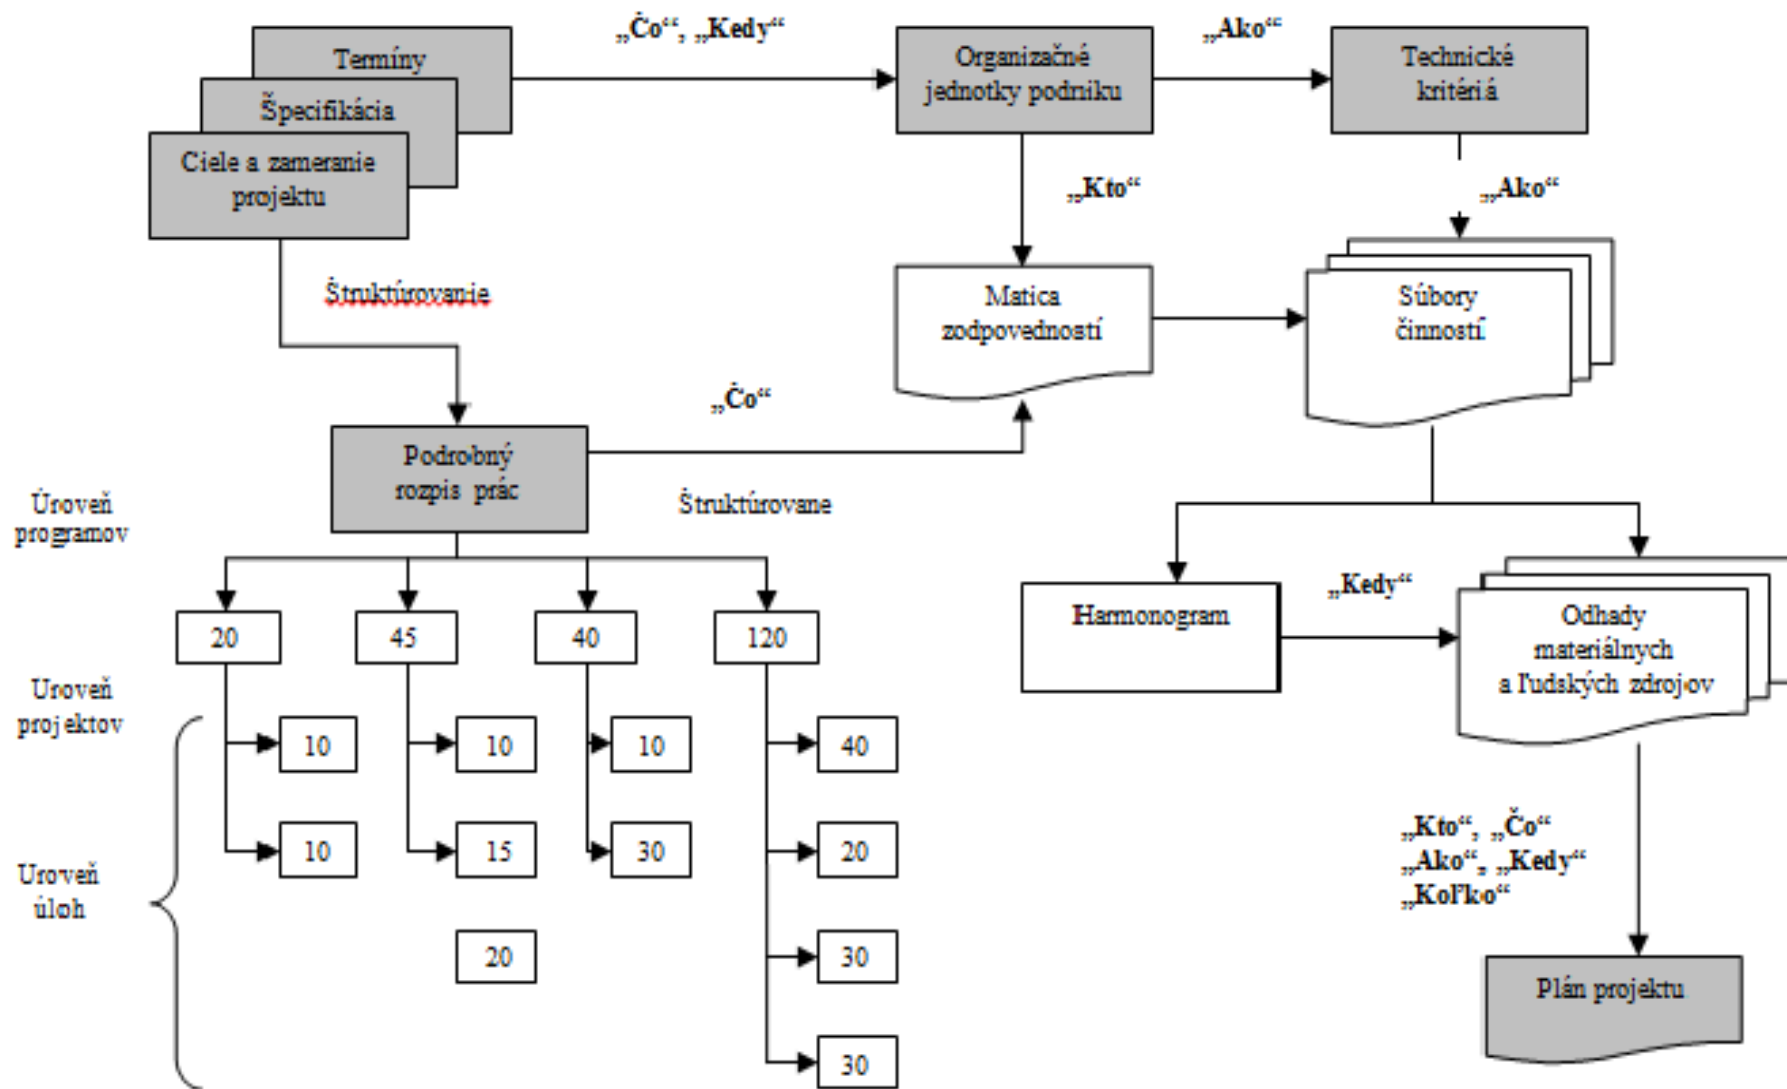 „Čo“, „Kedy“
„Ako“
Termíny
Špecifikácia
Ciele a zameranie
projektu
Organizačné
jednotky podniku
Technické
kritériá
„Kto“
„Ako“
Štruktúrovanie
Matica
zodpovedností
Súbory
činností
„Čo“
Podrobný
rozpis prác
Štruktúrovane
Úroveň
programov
20
45
40
120
Harmonogram
„Kedy“
Odhady
materiálnych
a ľudských zdrojov
Uroveň
projektov
10
10
10
40
10
15
30
20
Uroveň
úloh
20
30
30
„Kto“, „Čo“
„Ako“, „Kedy“
„Koľko“
Plán projektu